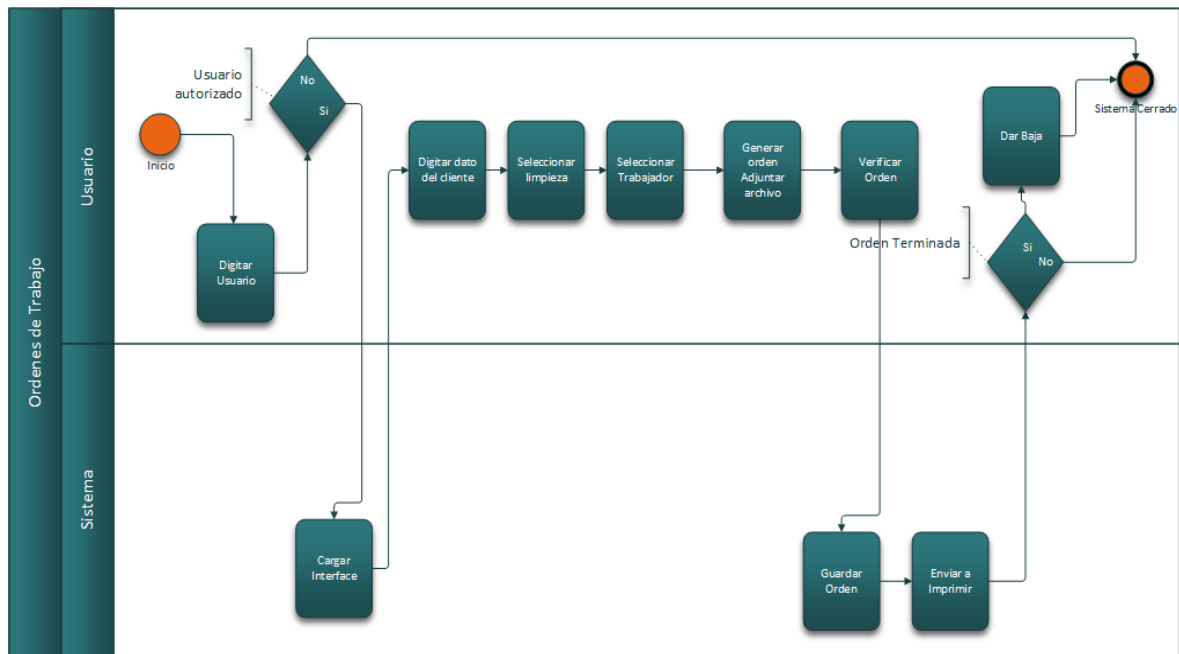 Ordenes de Trabajo
Usuario
Sistema
Inicio
Digitar
Usuario
Usuario
autorizado
No
Si
Digitar dato
del cliente
Seleccionar
limpieza
Seleccionar
Trabajador
Generar
orden
Adjuntar
archivo
Verificar
Orden
Orden Terminada
Si
No
Dar Baja
Sistema Cerrado
Cargar
Interface
Guardar
Orden
Enviar a
Imprimir